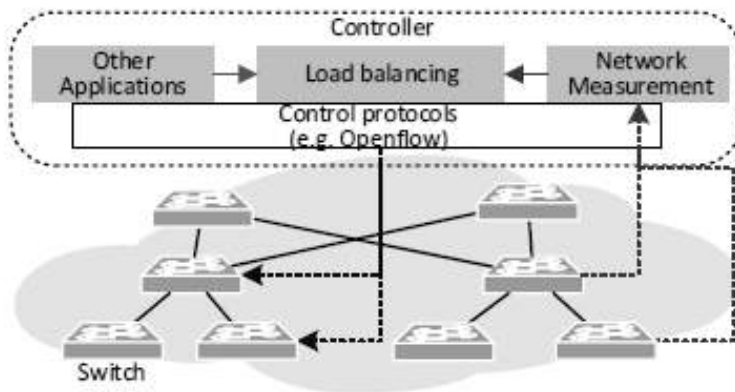 Controller
Other
Applications
Load balancing
Network
Measurement
Control protocols
(e.g. Openflow)
Switch